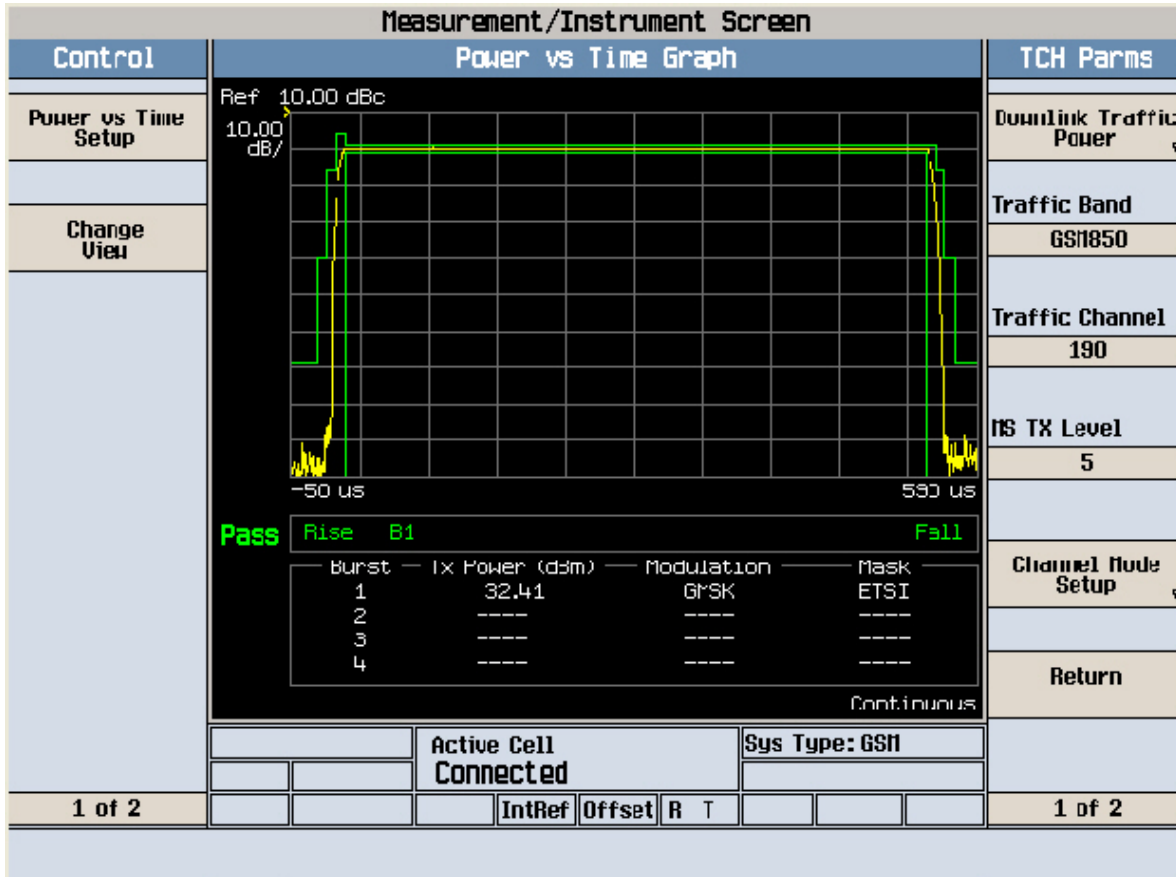 Measurement/Instrument Screen
Control
Power vs Time Graph
TCH Parms
Power vs Time
Setup
Change
View
1 of 2
Ref 10.00 dBc
10.00
dB/
-50 us
593 us
Pass
Rise B1 Fall
Burst Tx Power (dBm) Modulation Mask
1 32.41 GMSK ETSI
2 ---- ---- ----
3 ---- ---- ----
4 ---- ---- ----
Continuous
Active Cell
Connected
Sys Type: GSM
IntRef Offset R T
Downlink Traffic
Power
Traffic Band
GSM850
Traffic Channel
190
MS TX Level
5
Channel Mode
Setup
Return
1 of 2